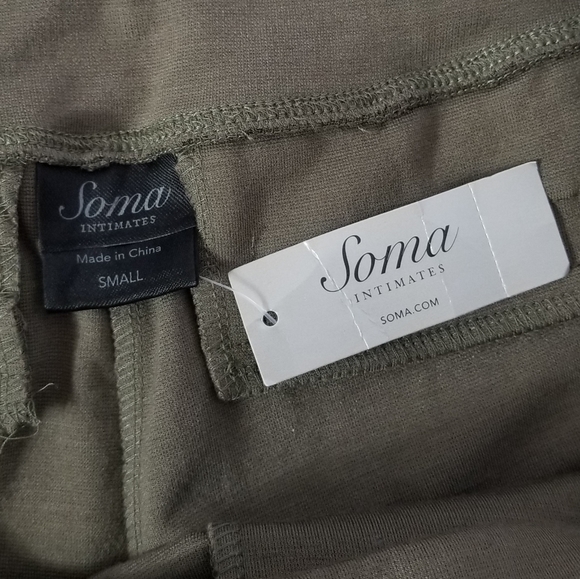 Soma
INTIMATES
Made in China
SMALL
Soma
INTIMATES
SOMA.COM